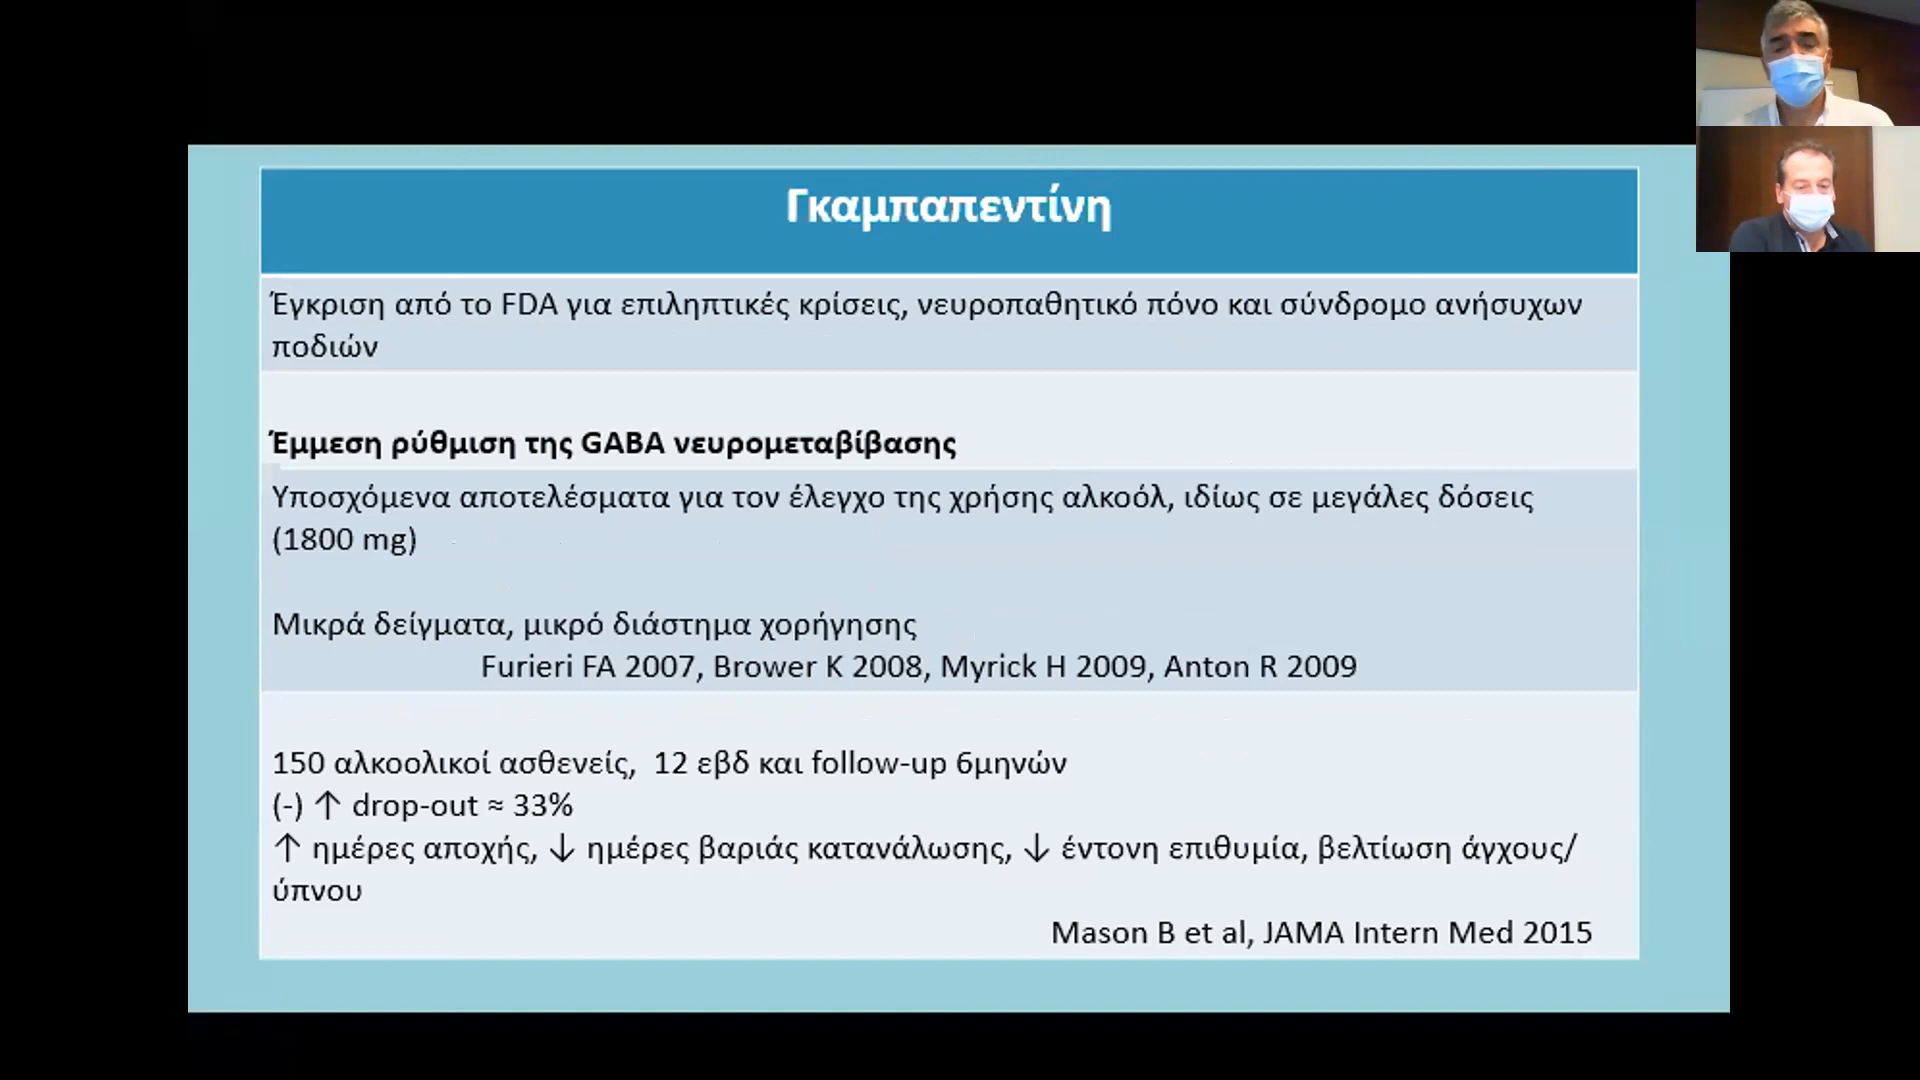 Γκαμπαπεντίνη
Έγκριση από το FDA για επιληπτικές κρίσεις, νευροπαθητικό πόνο και σύνδρομο ανήσυχων
ποδιών
Έμμεση ρύθμιση της GABA νευρομεταβίβασης
Υποσχόμενα αποτελέσματα για τον έλεγχο της χρήσης αλκοόλ, ιδίως σε μεγάλες δόσεις
(1800 mg)
Μικρά δείγματα, μικρό διάστημα χορήγησης
Furieri FA 2007, Brower K 2008, Myrick H 2009, Anton R 2009
150 αλκοολικοί ασθενείς, 12 εβδ και follow-up 6μηνών
(-) ↑ drop-out ≈ 33%
↑ ημέρες αποχής, ↓ ημέρες βαριάς κατανάλωσης, ↓ έντονη επιθυμία, βελτίωση άγχους/
ύπνου
Mason B et al, JAMA Intern Med 2015